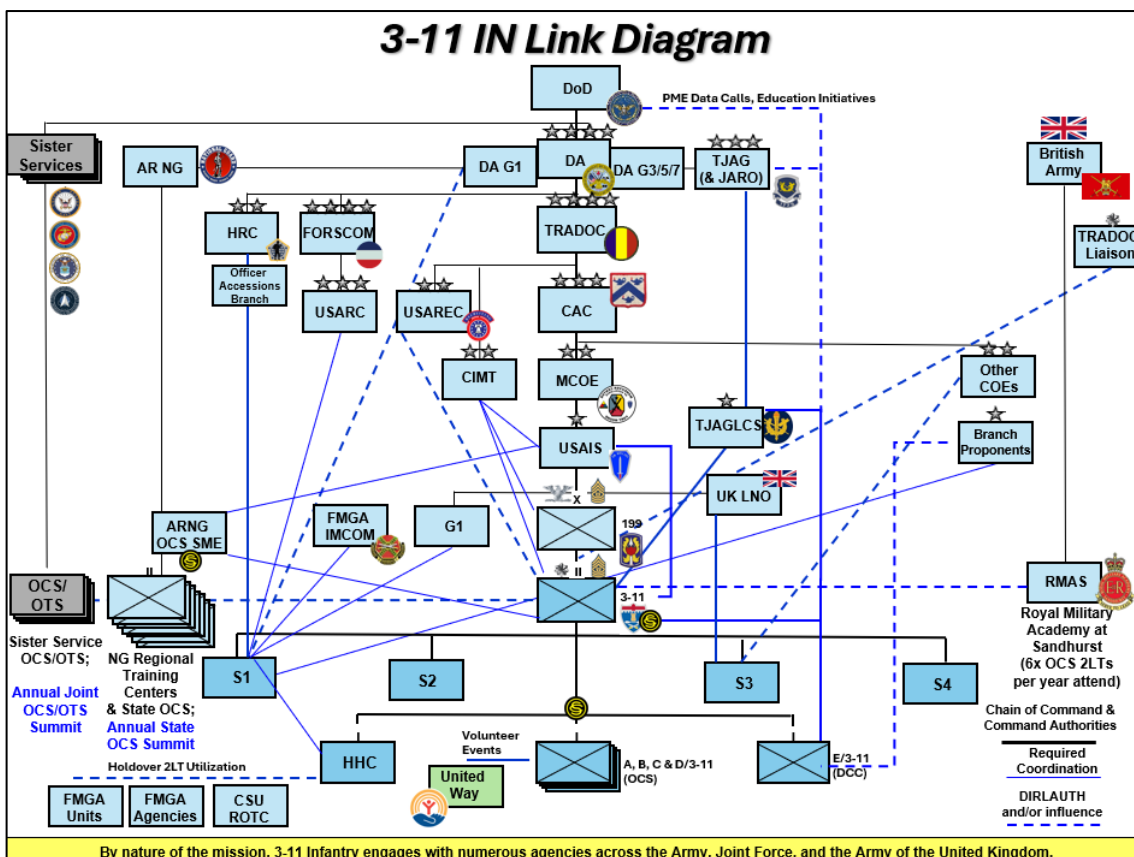 3-11 IN Link Diagram
DoD
PME Data Calls, Education Initiatives
Sister
Services
AR NG
DA G1
DA
DA G3/5/7
TJAG
(& JARO)
British
Army
HRC
FORSCOM
TRADOC
TRADOC
Liaison
Officer
Accessions
Branch
USARC
USAREC
CAC
CIMT
MCOE
Other
COEs
TJAGLCS
Branch
Proponents
USAIS
UK LNO
X
199
ARNG
OCS SME
FMGA
IMCOM
G1
S
II
II
3-11
S
OCS/
OTS
RMAS
Royal Military
Academy at
Sandhurst
(6x OCS 2LTs
per year attend)
Sister Service
OCS/OTS;
Annual Joint
OCS/OTS
Summit
NG Regional
Training
Centers
& State OCS;
Annual State
OCS Summit
S1
S2
S3
S4
S
Chain of Command &
Command Authorities
Required
Coordination
DIRLAUTH
and/or influence
Holdover 2LT Utilization
HHC
Volunteer
Events
United
Way
A, B, C & D/3-11
(OCS)
E/3-11
(DCC)
FMGA
Units
FMGA
Agencies
CSU
ROTC
By nature of the mission, 3-11 Infantry engages with numerous agencies across the Army, Joint Force, and the Army of the United Kingdom.